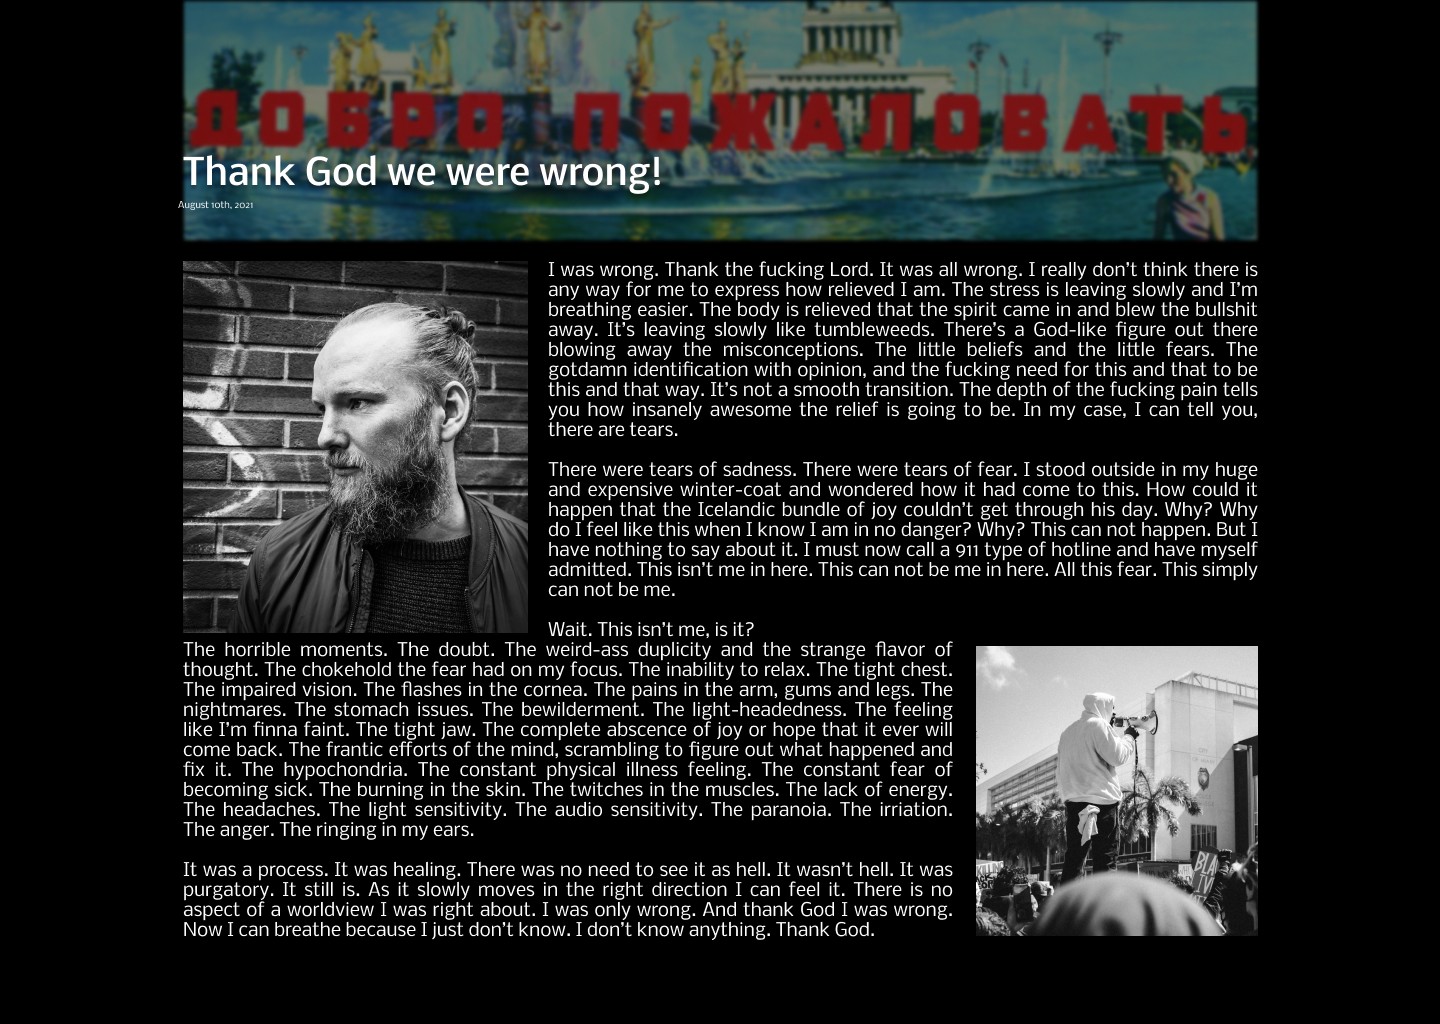 ДОБРО ПОЖАЛОВАТЬ
Thank God we were wrong!
August 10th, 2021
I was wrong. Thank the fucking Lord. It was all wrong. I really don’t think there is
any way for me to express how relieved I am. The stress is leaving slowly and I’m
breathing easier. The body is relieved that the spirit came in and blew the bullshit
away. It’s leaving slowly like tumbleweeds. There’s a God-like figure out there
blowing away the misconceptions. The little beliefs and the little fears. The
gotdamn identification with opinion, and the fucking need for this and that to be
this and that way. It’s not a smooth transition. The depth of the fucking pain tells
you how insanely awesome the relief is going to be. In my case, I can tell you,
there are tears.
There were tears of sadness. There were tears of fear. I stood outside in my huge
and expensive winter-coat and wondered how it had come to this. How could it
happen that the Icelandic bundle of joy couldn’t get through his day. Why? Why
do I feel like this when I know I am in no danger? Why? This can not happen. But I
have nothing to say about it. I must now call a 911 type of hotline and have myself
admitted. This isn’t me in here. This can not be me in here. All this fear. This simply
can not be me.
Wait. This isn’t me, is it?
The horrible moments. The doubt. The weird-ass duplicity and the strange flavor of
thought. The chokehold the fear had on my focus. The inability to relax. The tight chest.
The impaired vision. The flashes in the cornea. The pains in the arm, gums and legs. The
nightmares. The stomach issues. The bewilderment. The light-headedness. The feeling
like I’m finna faint. The tight jaw. The complete abscence of joy or hope that it ever will
come back. The frantic efforts of the mind, scrambling to figure out what happened and
fix it. The hypochondria. The constant physical illness feeling. The constant fear of
becoming sick. The burning in the skin. The twitches in the muscles. The lack of energy.
The headaches. The light sensitivity. The audio sensitivity. The paranoia. The irriation.
The anger. The ringing in my ears.
It was a process. It was healing. There was no need to see it as hell. It wasn’t hell. It was
purgatory. It still is. As it slowly moves in the right direction I can feel it. There is no
aspect of a worldview I was right about. I was only wrong. And thank God I was wrong.
Now I can breathe because I just don’t know. I don’t know anything. Thank God.